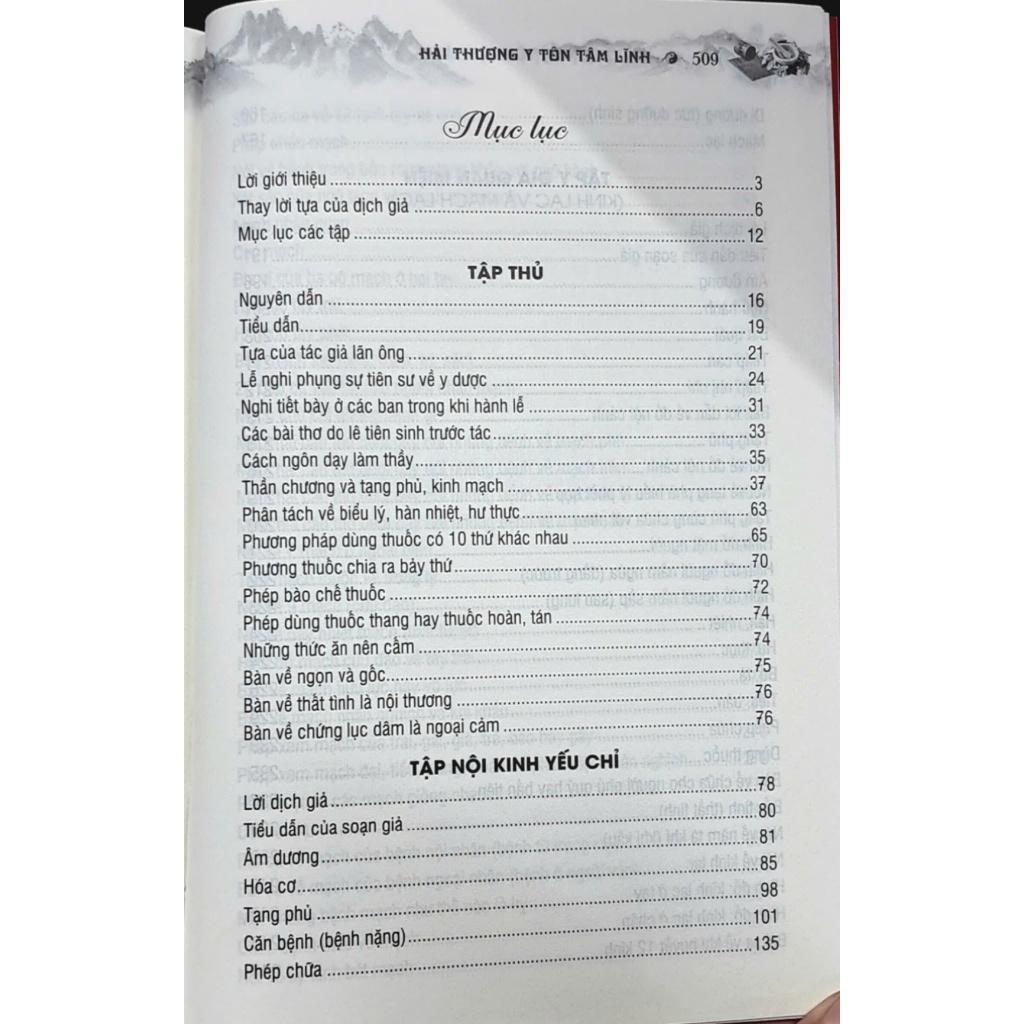 HẢI THƯỢNG Y TÔN TÂM LĨNH 509
Mục lục
Lời giới thiệu 3
Thay lời tựa của dịch giả 6
Mục lục các tập 12
TẬP THỦ
Nguyên dẫn 16
Tiểu dẫn 19
Tựa của tác giả lãn ông 21
Lễ nghi phụng sự tiên sư về y dược 24
Nghi tiết bày ở các ban trong khi hành lễ 31
Các bài thơ do lê tiên sinh trước tác 33
Cách ngôn dạy làm thầy 35
Thần chương và tạng phủ, kinh mạch 37
Phân tách về biểu lý, hàn nhiệt, hư thực 63
Phương pháp dùng thuốc có 10 thứ khác nhau 65
Phương thuốc chia ra bảy thứ 70
Phép bào chế thuốc 72
Phép dùng thuốc thang hay thuốc hoàn, tán 74
Những thức ăn nên cấm 74
Bàn về ngọn và gốc 75
Bàn về thất tình là nội thương 76
Bàn về chứng lục dâm là ngoại cảm 76
TẬP NỘI KINH YẾU CHỈ
Lời dịch giả 78
Tiểu dẫn của soạn giả 80
Âm dương 81
Hóa cơ 85
Tạng phủ 98
Căn bệnh (bệnh nặng) 101
Phép chữa 135